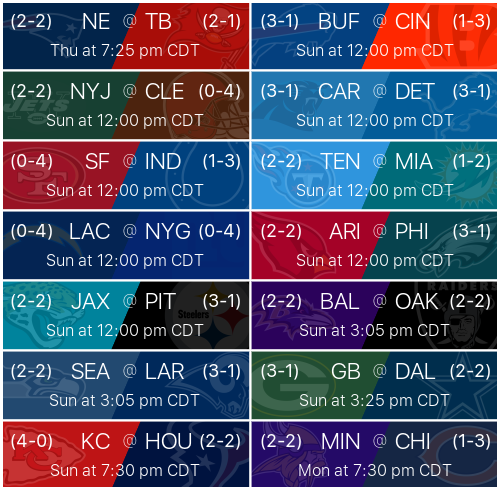 (2-2) NE @ TB (2-1)
Thu at 7:25 pm CDT
(3-1) BUF @ CIN (1-3)
Sun at 12:00 pm CDT
(2-2) NYJ @ CLE (0-4)
Sun at 12:00 pm CDT
(3-1) CAR @ DET (3-1)
Sun at 12:00 pm CDT
(0-4) SF @ IND (1-3)
Sun at 12:00 pm CDT
(2-2) TEN @ MIA (1-2)
Sun at 12:00 pm CDT
(0-4) LAC @ NYG (0-4)
Sun at 12:00 pm CDT
(2-2) ARI @ PHI (3-1)
Sun at 12:00 pm CDT
(2-2) JAX @ PIT (3-1)
Steelers
Sun at 12:00 pm CDT
(2-2) BAL @ OAK (2-2)
RAIDERS
Sun at 3:05 pm CDT
(2-2) SEA @ LAR (3-1)
Sun at 3:05 pm CDT
(3-1) GB @ DAL (2-2)
Sun at 3:25 pm CDT
(4-0) KC @ HOU (2-2)
Sun at 7:30 pm CDT
(2-2) MIN @ CHI (1-3)
Mon at 7:30 pm CDT
JETS